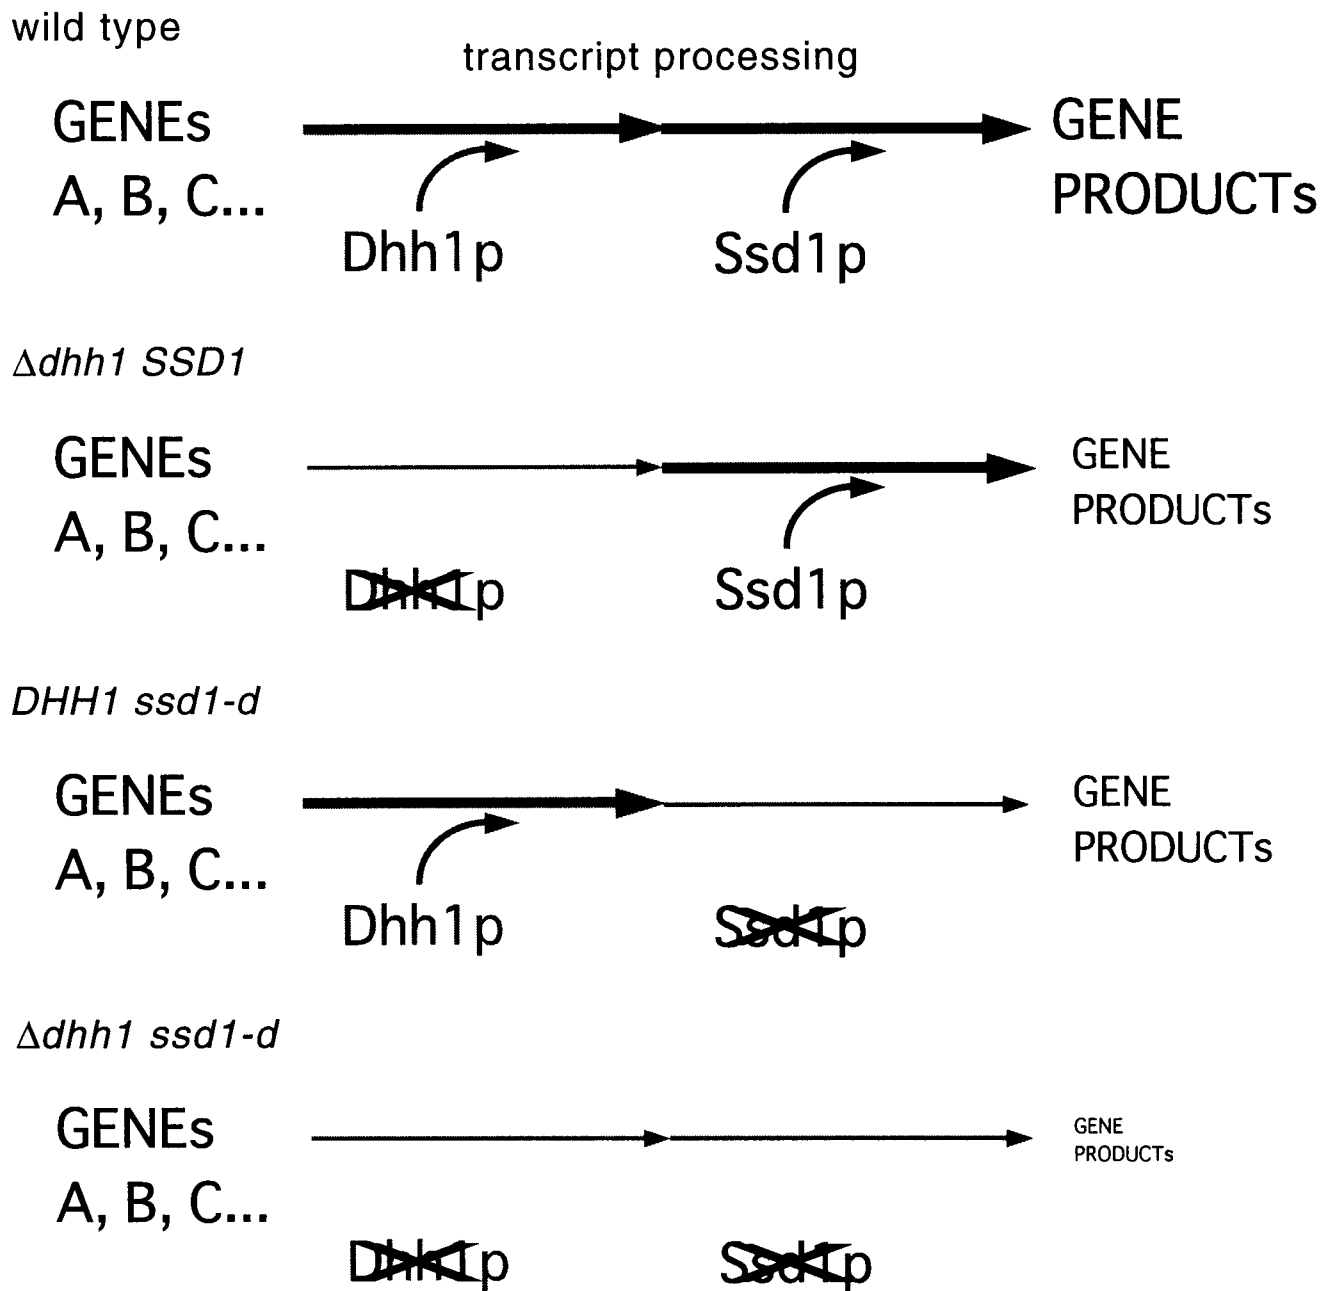 wild type
transcript processing
GENEs
A, B, C...
GENE
PRODUCTs
Dhh1p
Ssd1p
Δdhh1 SSD1
GENEs
A, B, C...
GENE
PRODUCTs
Dhh1p
Ssd1p
DHH1 ssd1-d
GENEs
A, B, C...
GENE
PRODUCTs
Dhh1p
Ssd1p
Δdhh1 ssd1-d
GENEs
A, B, C...
GENE
PRODUCTs
Dhh1p
Ssd1p